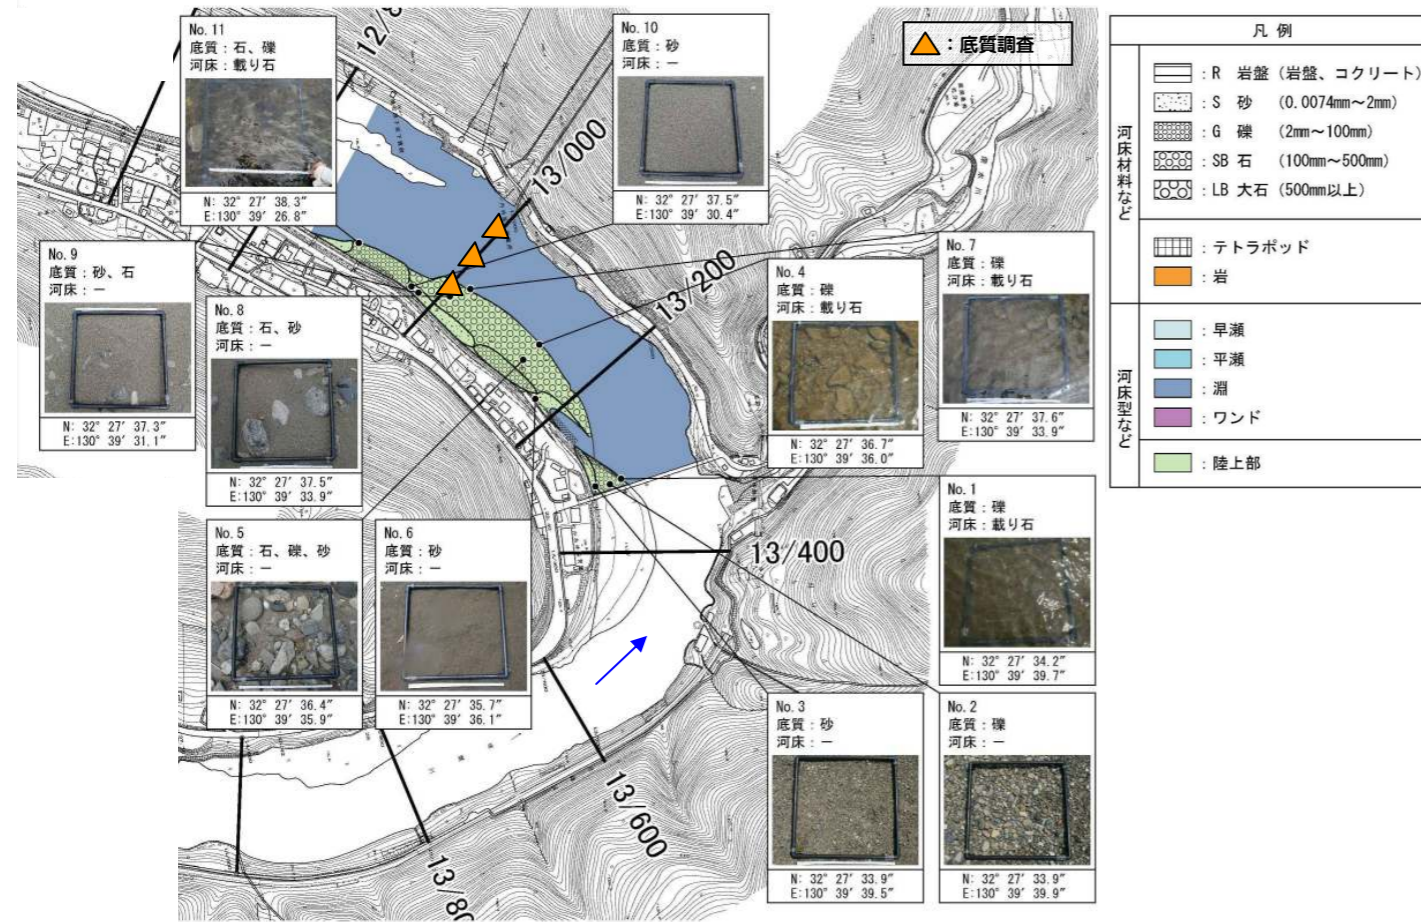 No.11
底質：石、礫
河床：載り石
N: 32° 27′ 38.3″
E:130° 39′ 26.8″
No.10
底質：砂
河床：－
N: 32° 27′ 37.5″
E:130° 39′ 30.4″
：底質調査
12/8
13/000
13/200
13/400
13/600
13/80
No.9
底質：砂、石
河床：－
N: 32° 27′ 37.3″
E:130° 39′ 31.1″
No.8
底質：石、砂
河床：－
N: 32° 27′ 37.5″
E:130° 39′ 33.9″
No.4
底質：礫
河床：載り石
N: 32° 27′ 36.7″
E:130° 39′ 36.0″
No.7
底質：礫
河床：載り石
N: 32° 27′ 37.6″
E:130° 39′ 33.9″
No.5
底質：石、礫、砂
河床：－
N: 32° 27′ 36.4″
E:130° 39′ 35.9″
No.6
底質：砂
河床：－
N: 32° 27′ 35.7″
E:130° 39′ 36.1″
No.1
底質：礫
河床：載り石
N: 32° 27′ 34.2″
E:130° 39′ 39.7″
No.3
底質：砂
河床：－
N: 32° 27′ 33.9″
E:130° 39′ 39.5″
No.2
底質：礫
河床：－
N: 32° 27′ 33.9″
E:130° 39′ 39.9″
凡 例
河床材料など
：R 岩盤（岩盤、コクリート）
：S 砂 （0.0074mm～2mm）
：G 礫 （2mm～100mm）
：SB 石 （100mm～500mm）
：LB 大石（500mm以上）
：テトラポッド
：岩
河床型など
：早瀬
：平瀬
：淵
：ワンド
：陸上部